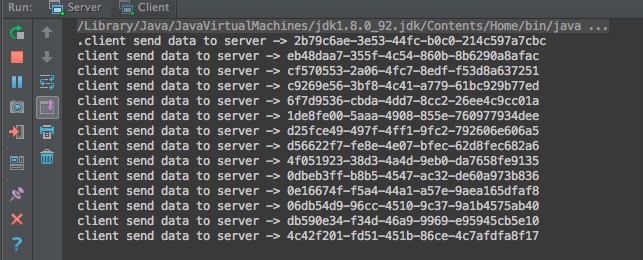 Run: Server Client
/Library/Java/JavaVirtualMachines/jdk1.8.0_92.jdk/Contents/Home/bin/java ...
.client send data to server -> 2b79c6ae-3e53-44fc-b0c0-214c597a7cbc
client send data to server -> eb48daa7-355f-4c54-860b-8b6290a8afac
client send data to server -> cf570553-2a06-4fc7-8edf-f53d8a637251
client send data to server -> c9269e56-3bf8-4c41-a779-61bc929b77ed
client send data to server -> 6f7d9536-cbda-4dd7-8cc2-26ee4c9cc01a
client send data to server -> 1de8fe00-5aaa-4908-855e-760977934dee
client send data to server -> d25fce49-497f-4ff1-9fc2-792606e606a5
client send data to server -> d56622f7-fe8e-4e07-bfec-62d8fec682a6
client send data to server -> 4f051923-38d3-4a4d-9eb0-da7658fe9135
client send data to server -> 0dbeb3ff-b8b5-4547-ac32-de60a973b836
client send data to server -> 0e16674f-f5a4-44a1-a57e-9aea165dfaf8
client send data to server -> 06db54d9-96cc-4510-9c37-9a1b4575ab40
client send data to server -> db590e34-f34d-46a9-9969-e95945cb5e10
client send data to server -> 4c42f201-fd51-451b-86ce-4c7afdfa8f17